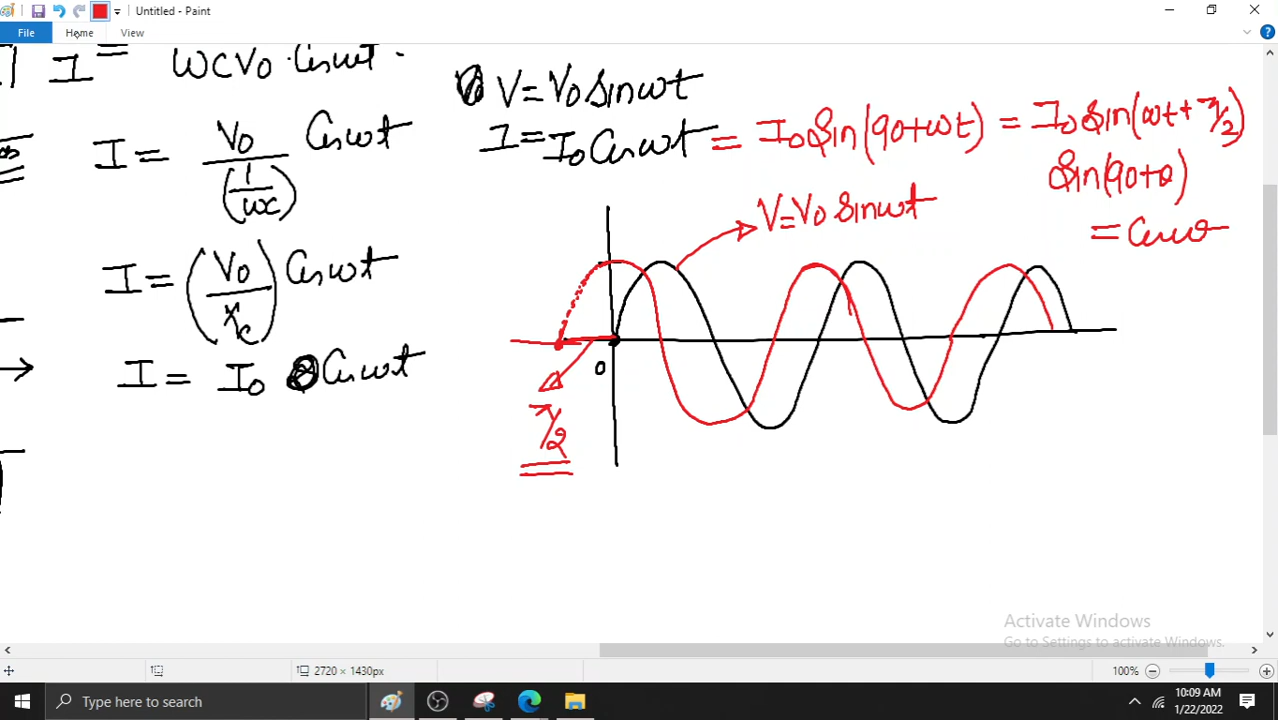 Untitled - Paint
File Home View
I = ωCV₀ · Cosωt ·
I = V₀ / (1/ωC) Cosωt
I = (V₀/Xc) Cosωt
I = I₀ Cosωt
V = V₀ Sinωt
I = I₀ Cosωt = I₀ Sin(90+ωt) = I₀ Sin(ωt + π/2)
Sin(90+θ)
= Cosθ
V = V₀ Sinωt
0
π/2
Activate Windows
Go to Settings to activate Windows.
2720 × 1430px
100%
Type here to search
10:09 AM
1/22/2022